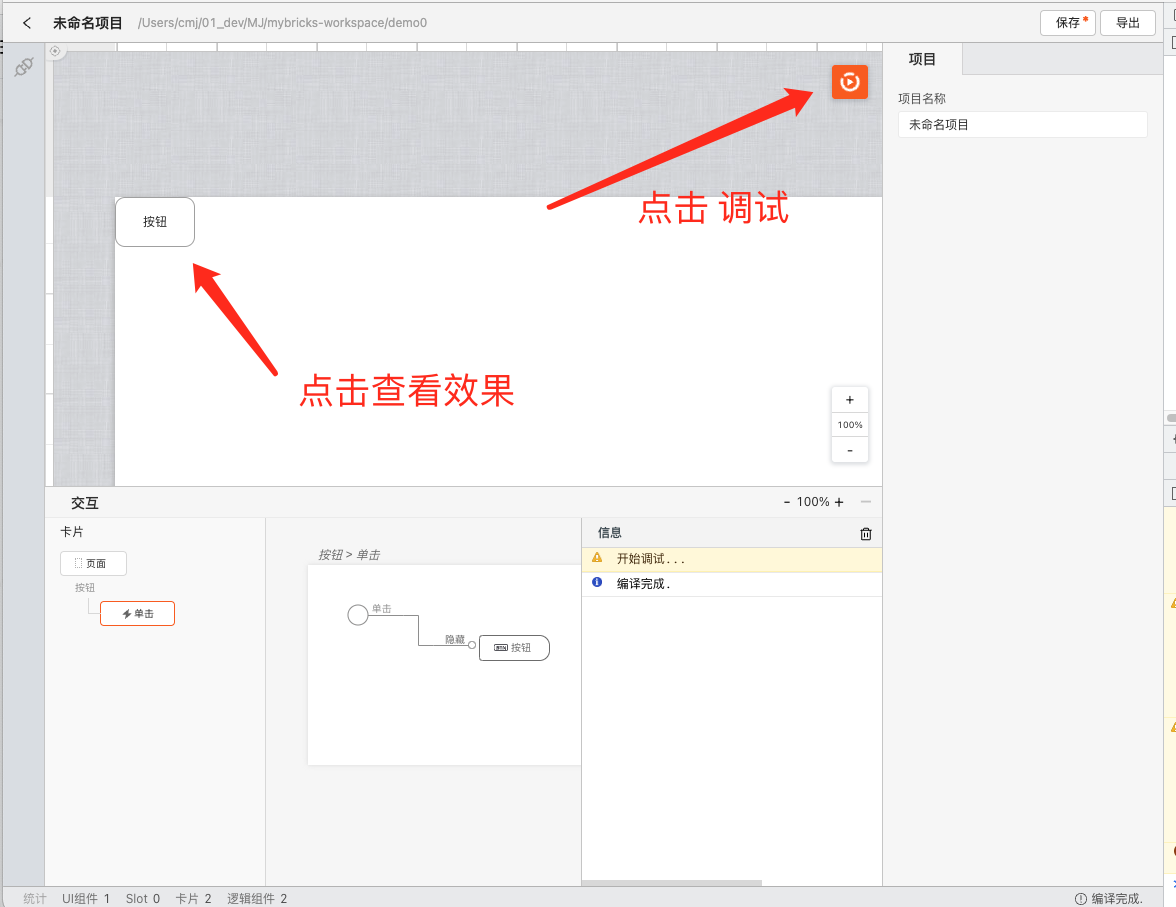 未命名项目 /Users/cmj/01_dev/MJ/mybricks-workspace/demo0
保存*
导出
项目
项目名称
未命名项目
点击 调试
按钮
点击查看效果
+
100%
-
交互
- 100% +
卡片
页面
按钮
单击
按钮 > 单击
单击
隐藏
按钮
信息
开始调试...
编译完成.
统计 UI组件 1 Slot 0 卡片 2 逻辑组件 2
编译完成.